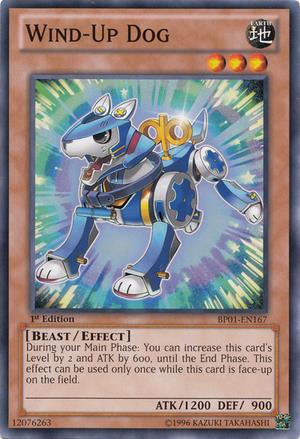 WIND-UP DOG
EARTH
地
1st Edition
BP01-EN167
[BEAST / EFFECT]
During your Main Phase: You can increase this card's
Level by 2 and ATK by 600, until the End Phase. This
effect can be used only once while this card is face-up
on the field.
ATK/1200 DEF/ 900
12076263
©1996 KAZUKI TAKAHASHI